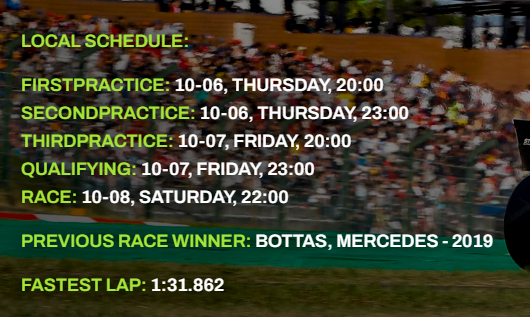 LOCAL SCHEDULE:
FIRSTPRACTICE: 10-06, THURSDAY, 20:00
SECONDPRACTICE: 10-06, THURSDAY, 23:00
THIRDPRACTICE: 10-07, FRIDAY, 20:00
QUALIFYING: 10-07, FRIDAY, 23:00
RACE: 10-08, SATURDAY, 22:00
PREVIOUS RACE WINNER: BOTTAS, MERCEDES - 2019
FASTEST LAP: 1:31.862